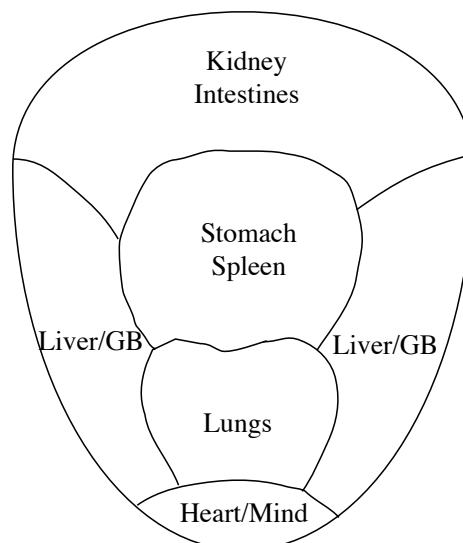 Kidney
Intestines
Stomach
Spleen
Liver/GB
Liver/GB
Lungs
Heart/Mind